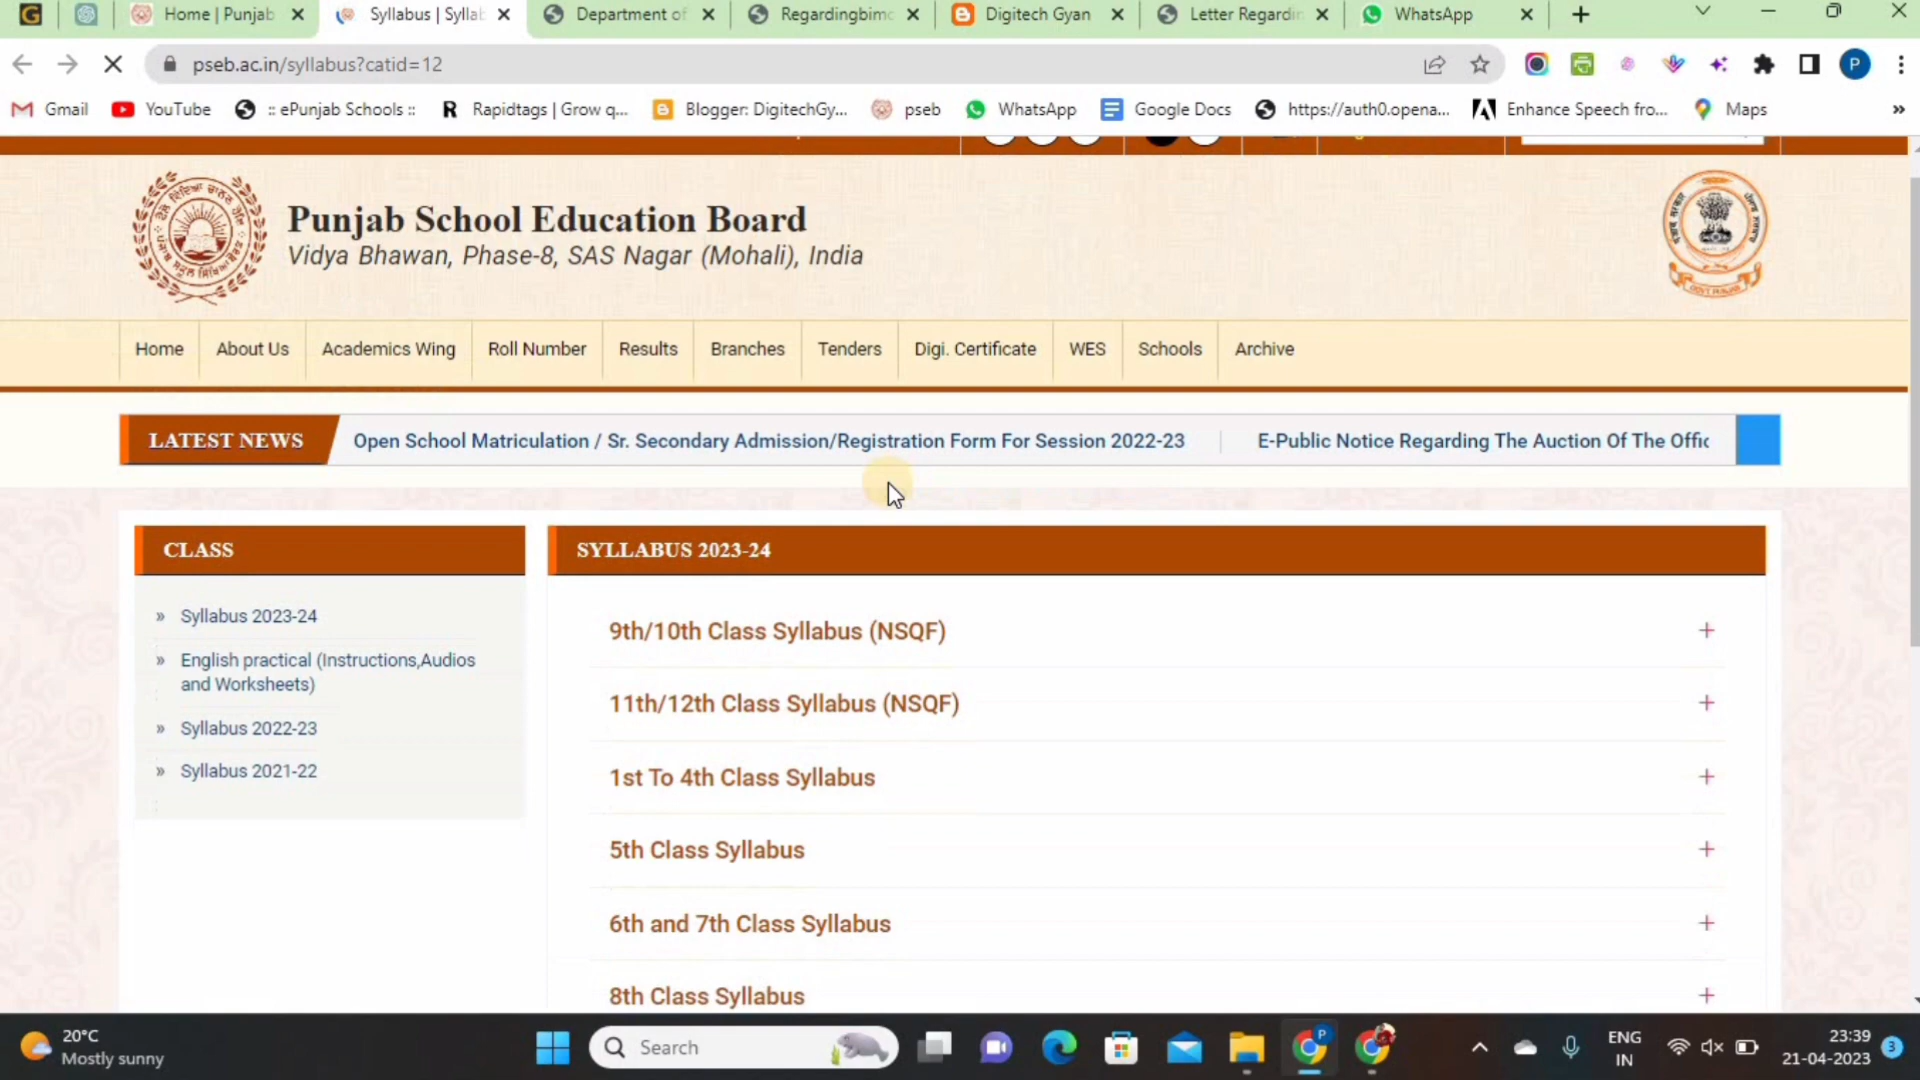 Home | Punjab
Syllabus | Syllab
Department of
Regardingbimo
Digitech Gyan
Letter Regardin
WhatsApp
pseb.ac.in/syllabus?catid=12
P
Gmail
YouTube
:: ePunjab Schools ::
Rapidtags | Grow q...
Blogger: DigitechGy...
pseb
WhatsApp
Google Docs
https://auth0.opena...
Enhance Speech fro...
Maps
»
Punjab School Education Board
Vidya Bhawan, Phase-8, SAS Nagar (Mohali), India
Home
About Us
Academics Wing
Roll Number
Results
Branches
Tenders
Digi. Certificate
WES
Schools
Archive
LATEST NEWS
Open School Matriculation / Sr. Secondary Admission/Registration Form For Session 2022-23
E-Public Notice Regarding The Auction Of The Offic
CLASS
» Syllabus 2023-24
» English practical (Instructions,Audios
and Worksheets)
» Syllabus 2022-23
» Syllabus 2021-22
SYLLABUS 2023-24
9th/10th Class Syllabus (NSQF) +
11th/12th Class Syllabus (NSQF) +
1st To 4th Class Syllabus +
5th Class Syllabus +
6th and 7th Class Syllabus +
8th Class Syllabus +
20°C
Mostly sunny
Search
P
ENG
IN
23:39
21-04-2023
3